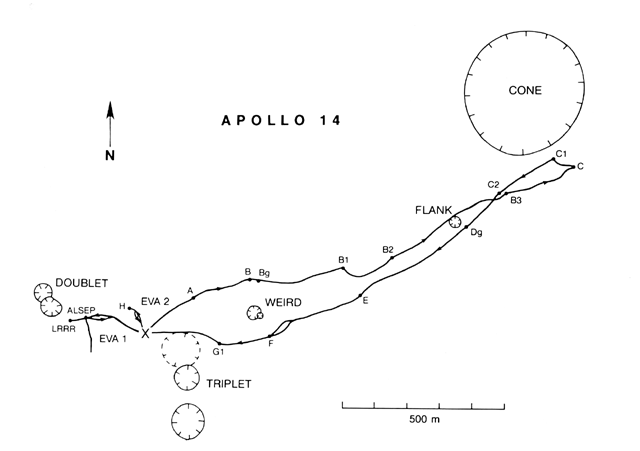 CONE
APOLLO 14
N
C1
C
C2
B3
FLANK
Dg
B1
B2
B
Bg
A
E
DOUBLET
WEIRD
H
EVA 2
ALSEP
LRRR
EVA 1
X
F
G1
TRIPLET
500 m